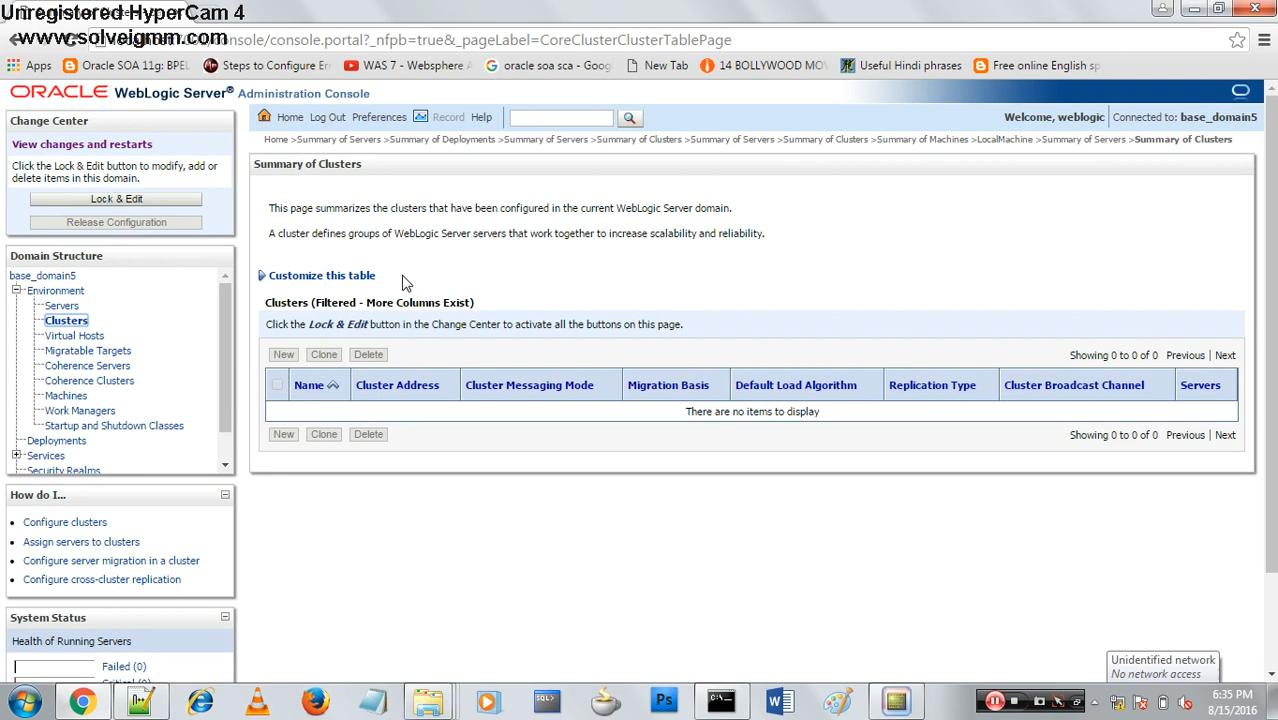 Unregistered HyperCam 4
www.solveigmm.com
/console/console.portal?_nfpb=true&_pageLabel=CoreClusterClusterTablePage
Apps
Oracle SOA 11g: BPEL
Steps to Configure Er
WAS 7 - Websphere
oracle soa sca - Goog
New Tab
14 BOLLYWOOD MOV
Useful Hindi phrases
Free online English sp
ORACLE WebLogic Server® Administration Console
Change Center
View changes and restarts
Click the Lock & Edit button to modify, add or
delete items in this domain.
Lock & Edit
Release Configuration
Domain Structure
base_domain5
Environment
Servers
Clusters
Virtual Hosts
Migratable Targets
Coherence Servers
Coherence Clusters
Machines
Work Managers
Startup and Shutdown Classes
Deployments
Services
Security Realms
How do I...
Configure clusters
Assign servers to clusters
Configure server migration in a cluster
Configure cross-cluster replication
System Status
Health of Running Servers
Failed (0)
Home Log Out Preferences Record Help
Welcome, weblogic Connected to: base_domain5
Home >Summary of Servers >Summary of Deployments >Summary of Servers >Summary of Clusters >Summary of Servers >Summary of Clusters >Summary of Machines >LocalMachine >Summary of Servers >Summary of Clusters
Summary of Clusters
This page summarizes the clusters that have been configured in the current WebLogic Server domain.
A cluster defines groups of WebLogic Server servers that work together to increase scalability and reliability.
Customize this table
Clusters (Filtered - More Columns Exist)
Click the Lock & Edit button in the Change Center to activate all the buttons on this page.
New Clone Delete Showing 0 to 0 of 0 Previous | Next
Name Cluster Address Cluster Messaging Mode Migration Basis Default Load Algorithm Replication Type Cluster Broadcast Channel Servers
There are no items to display
New Clone Delete Showing 0 to 0 of 0 Previous | Next
Unidentified network
No network access
SQL>
C:\
Ps
6:35 PM
8/15/2016